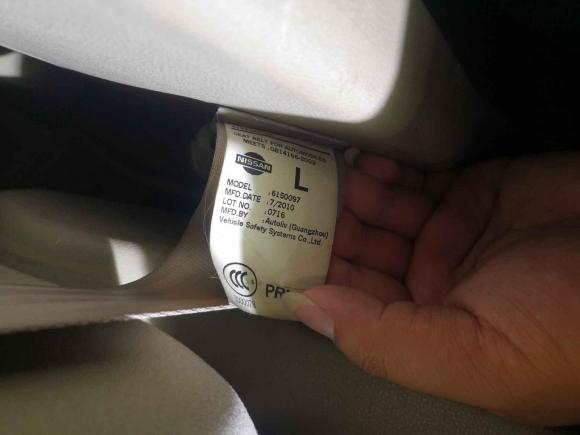 SEAT BELT FOR AUTOMOBILES
MEETS :GB14166-2003
NISSAN
L
MODEL :6150097
MFD.DATE :7/2010
LOT NO. :0716
MFD.BY :Autoliv (Guangzhou)
Vehicle Safety Systems Co.,Ltd.
CCC S